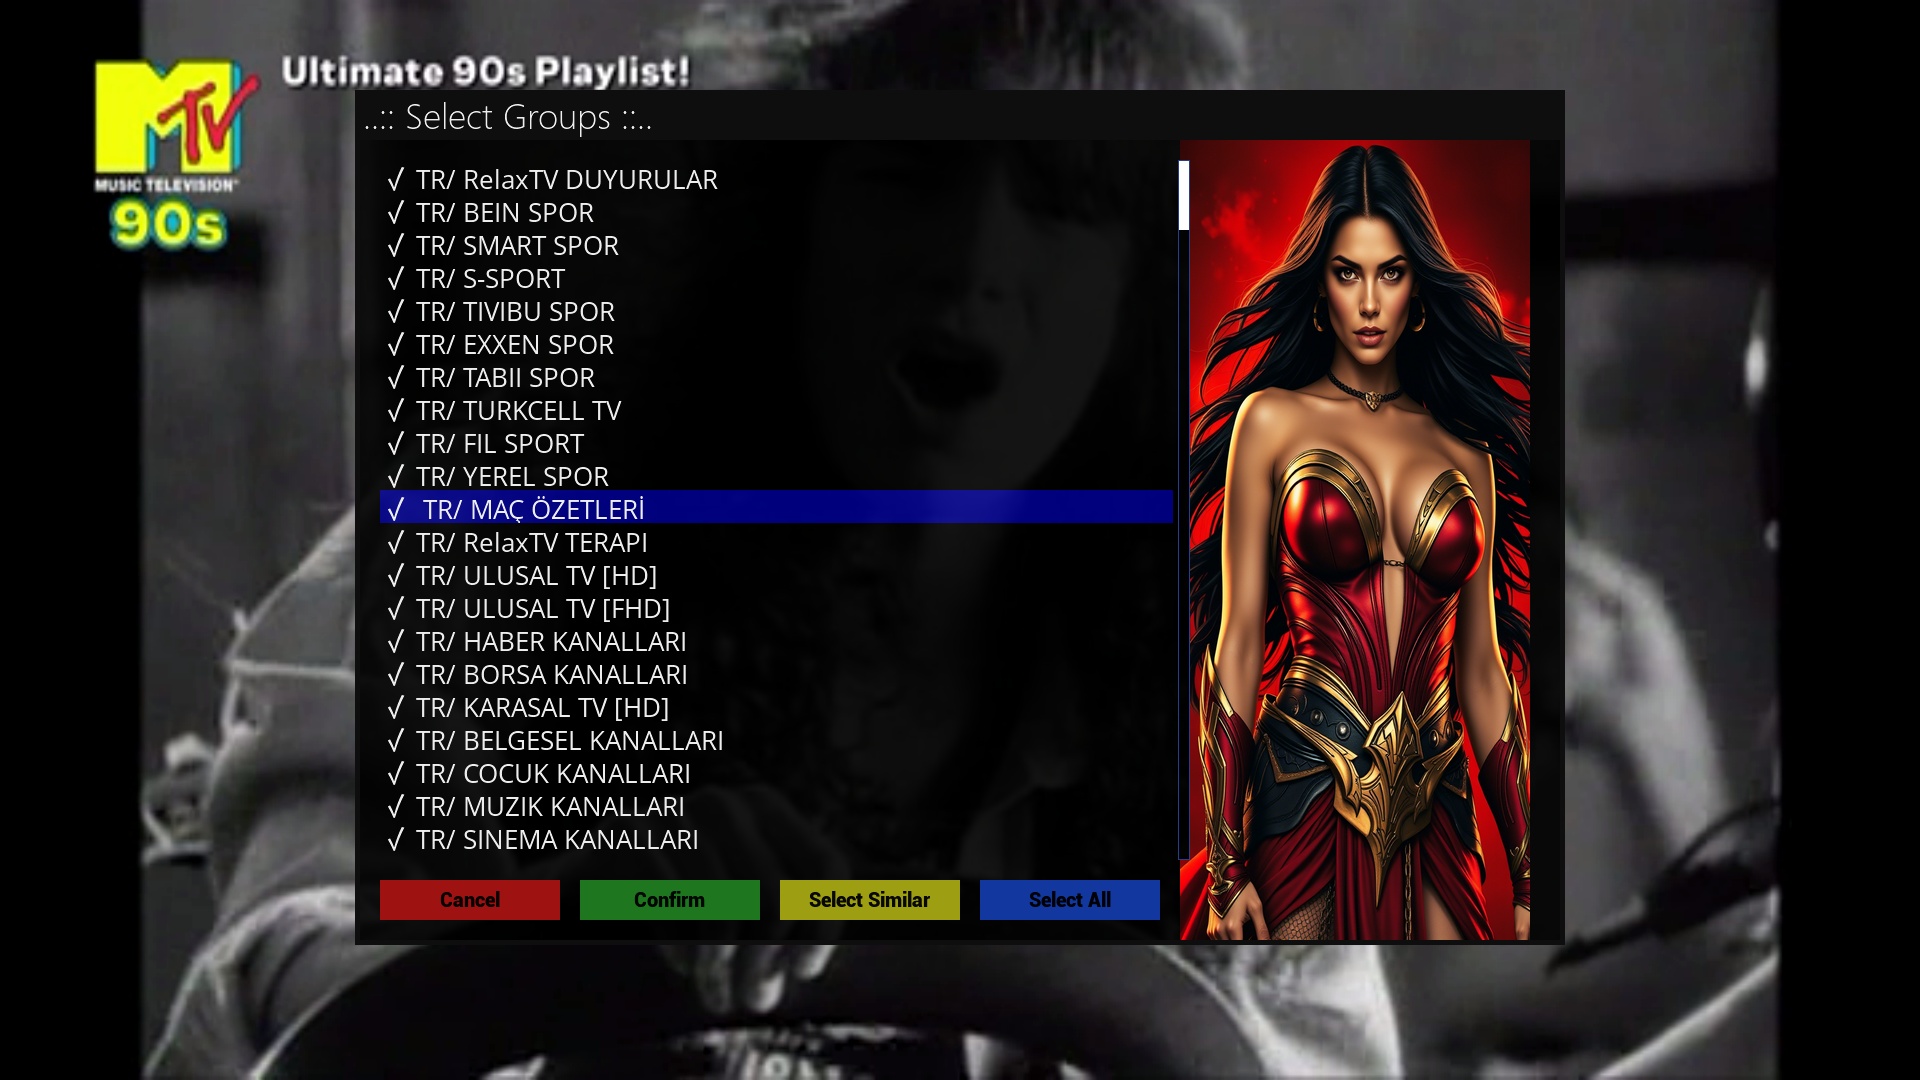 Ultimate 90s Playlist!
MTV
MUSIC TELEVISION
90s
..:: Select Groups ::..
√ TR/ RelaxTV DUYURULAR
√ TR/ BEIN SPOR
√ TR/ SMART SPOR
√ TR/ S-SPORT
√ TR/ TIVIBU SPOR
√ TR/ EXXEN SPOR
√ TR/ TABII SPOR
√ TR/ TURKCELL TV
√ TR/ FIL SPORT
√ TR/ YEREL SPOR
√ TR/ MAÇ ÖZETLERİ
√ TR/ RelaxTV TERAPI
√ TR/ ULUSAL TV [HD]
√ TR/ ULUSAL TV [FHD]
√ TR/ HABER KANALLARI
√ TR/ BORSA KANALLARI
√ TR/ KARASAL TV [HD]
√ TR/ BELGESEL KANALLARI
√ TR/ COCUK KANALLARI
√ TR/ MUZIK KANALLARI
√ TR/ SINEMA KANALLARI
Cancel
Confirm
Select Similar
Select All